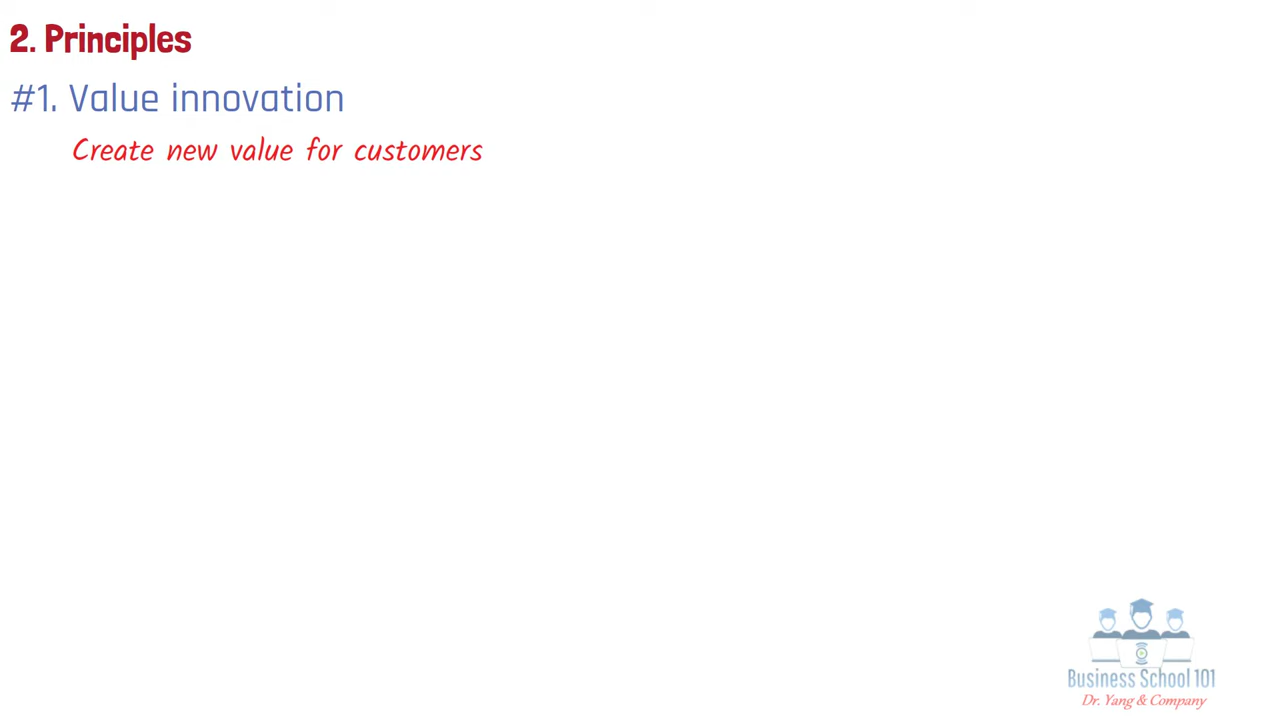 2. Principles
#1. Value innovation
Create new value for customers
Business School 101
Dr. Yang & Company